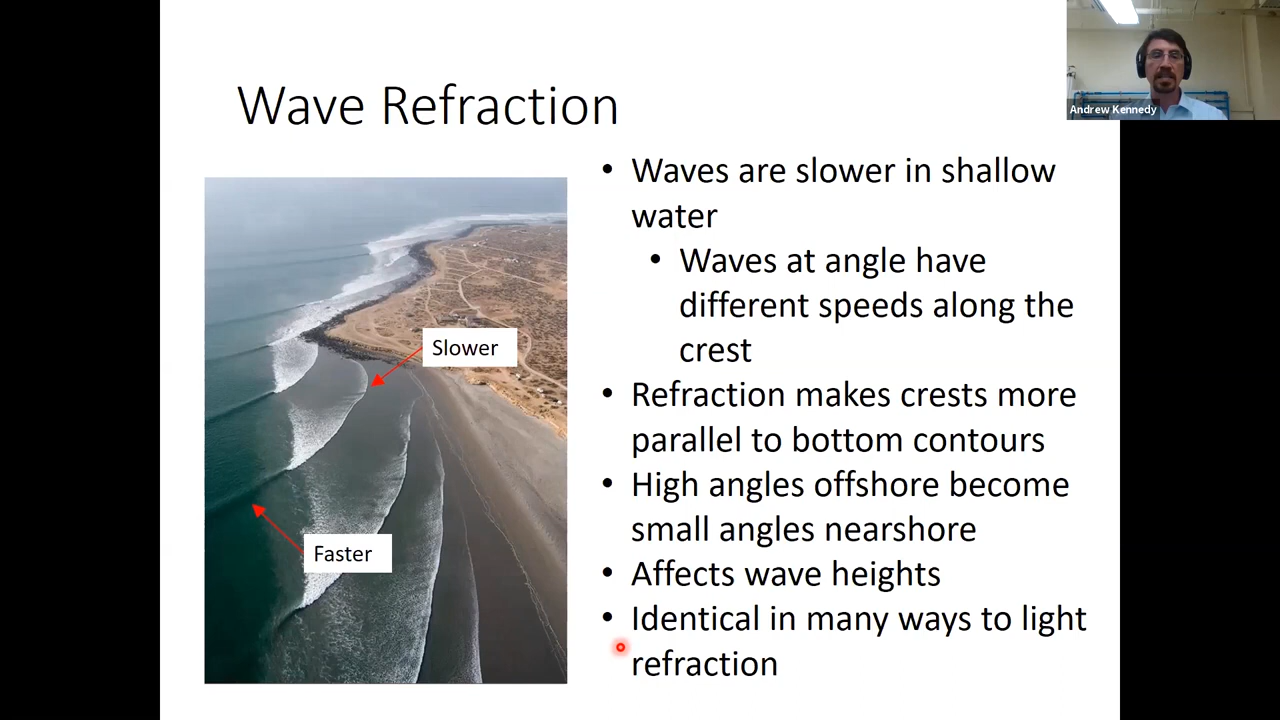 Andrew Kennedy
Wave Refraction
Slower
Faster
• Waves are slower in shallow
water
• Waves at angle have
different speeds along the
crest
• Refraction makes crests more
parallel to bottom contours
• High angles offshore become
small angles nearshore
• Affects wave heights
• Identical in many ways to light
refraction